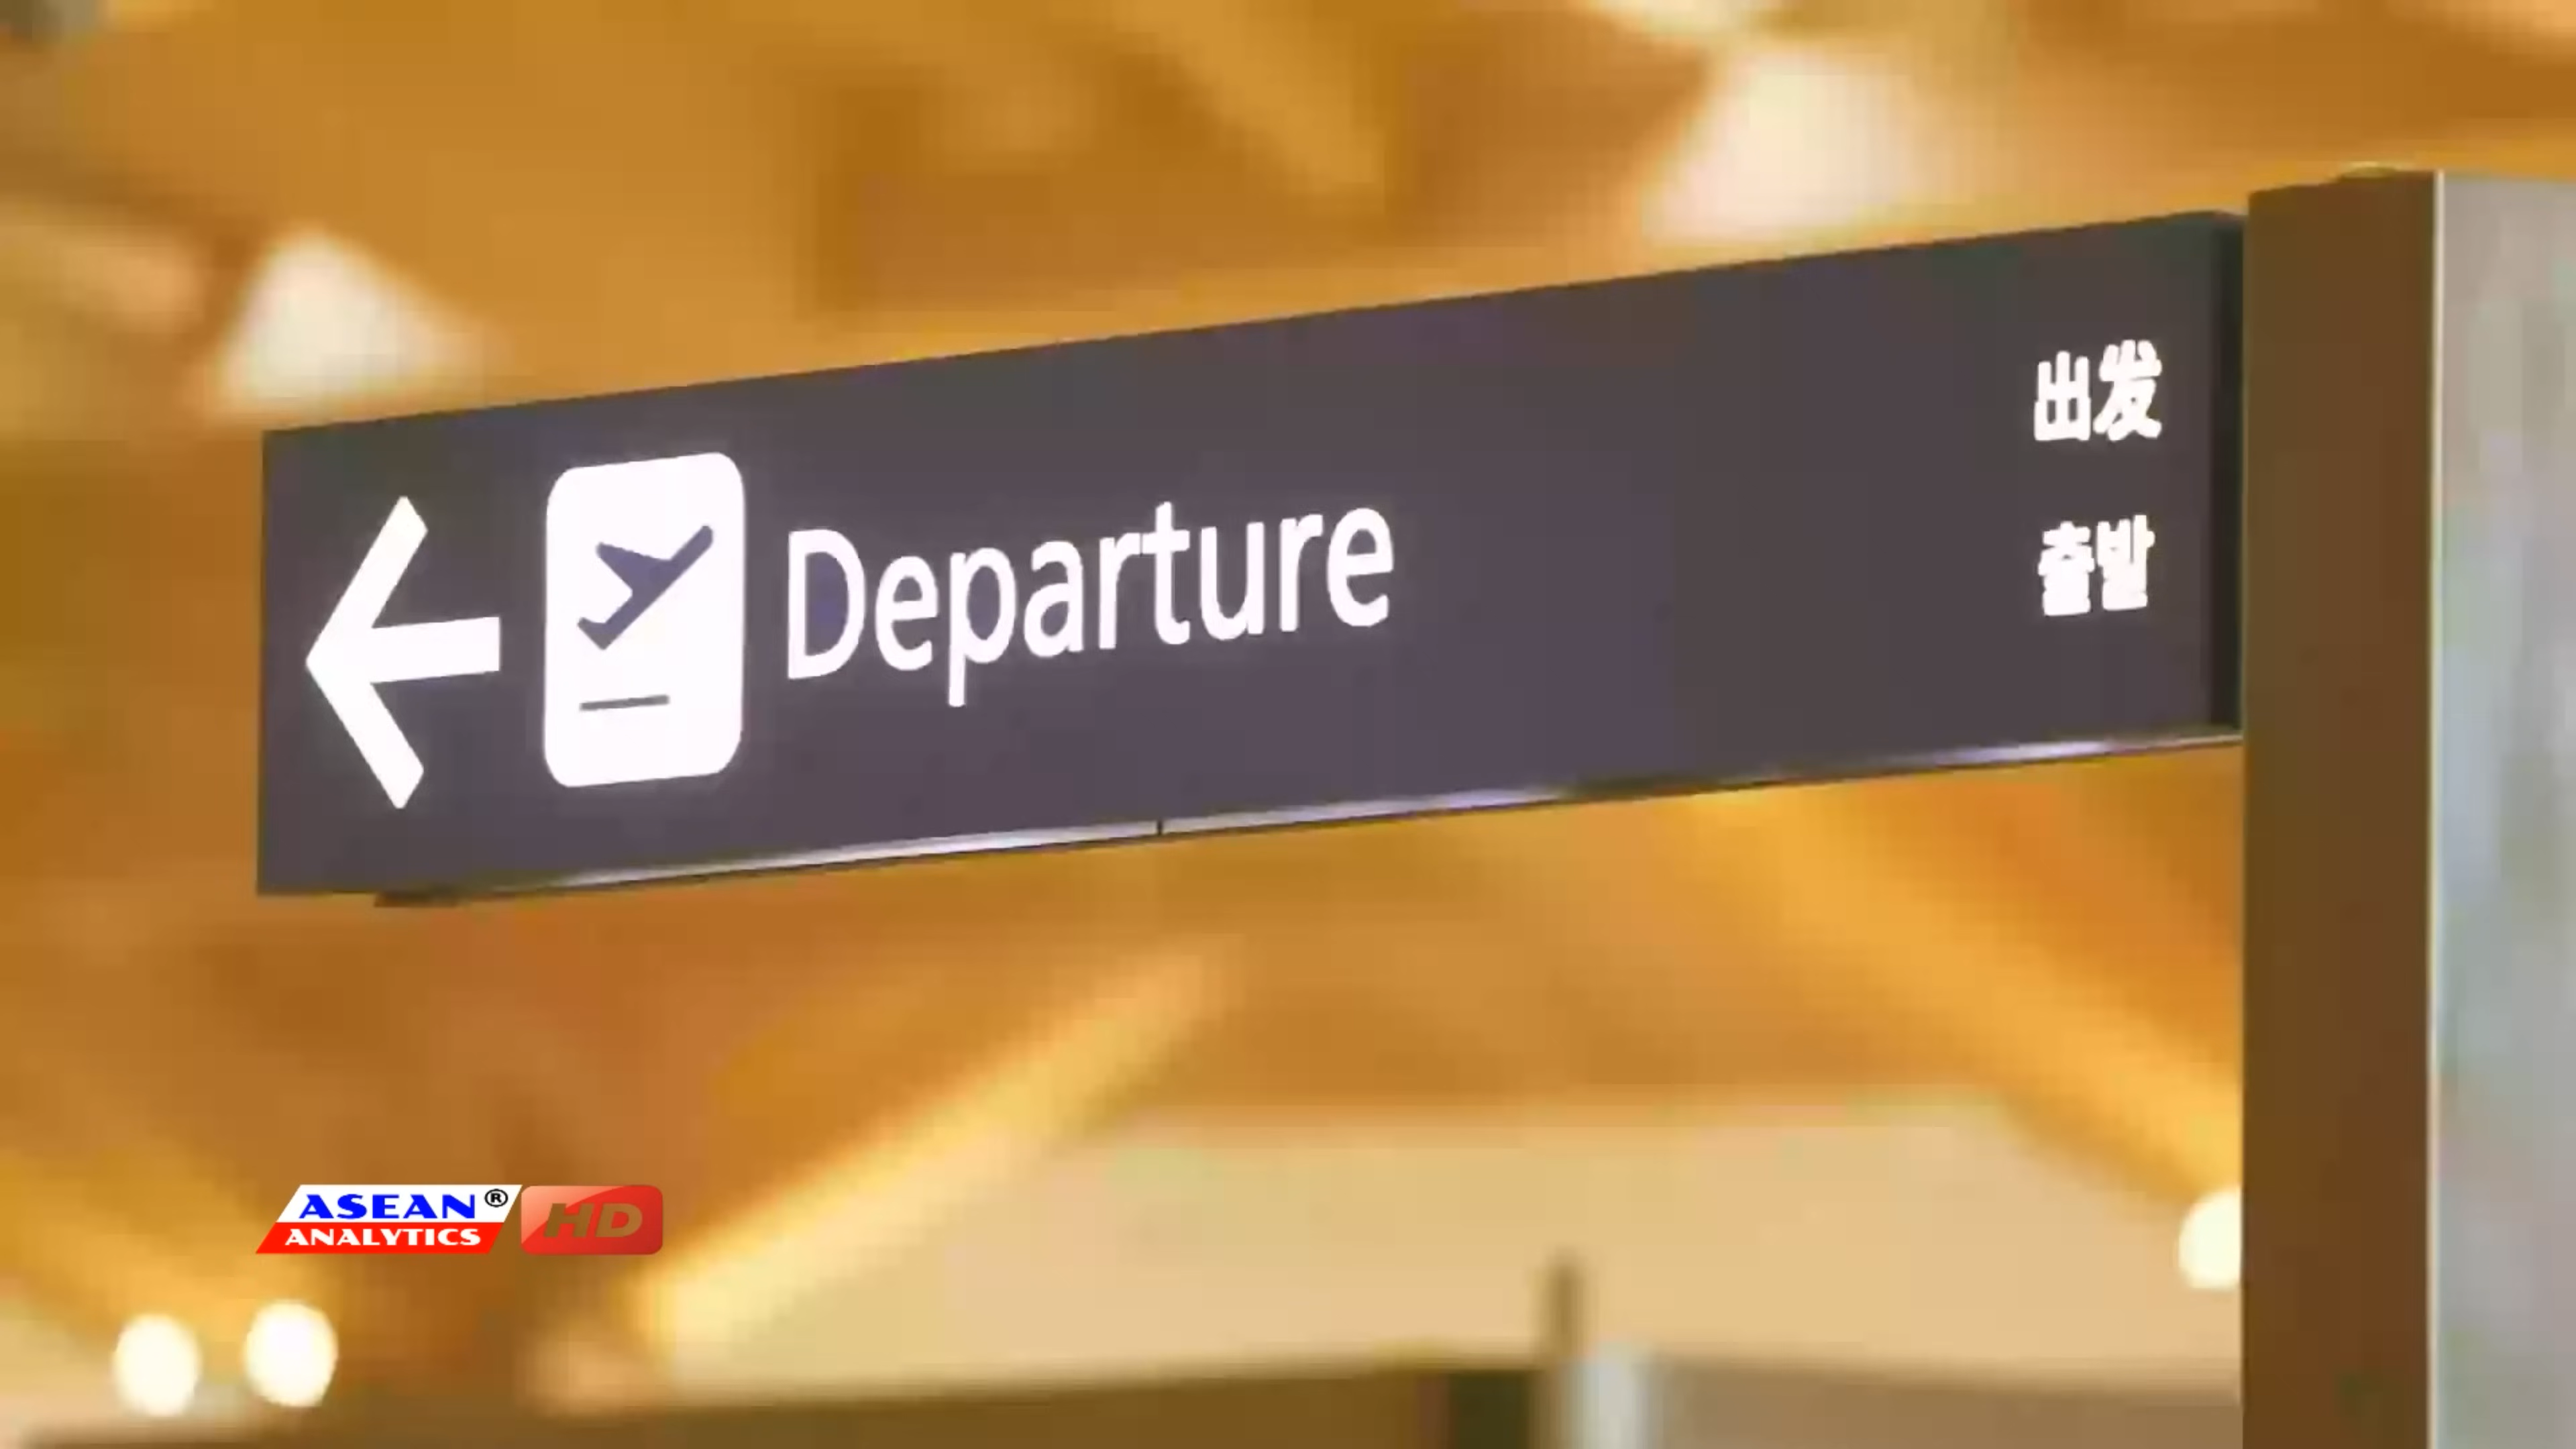 Departure
出发
출발
ASEAN®
ANALYTICS
HD